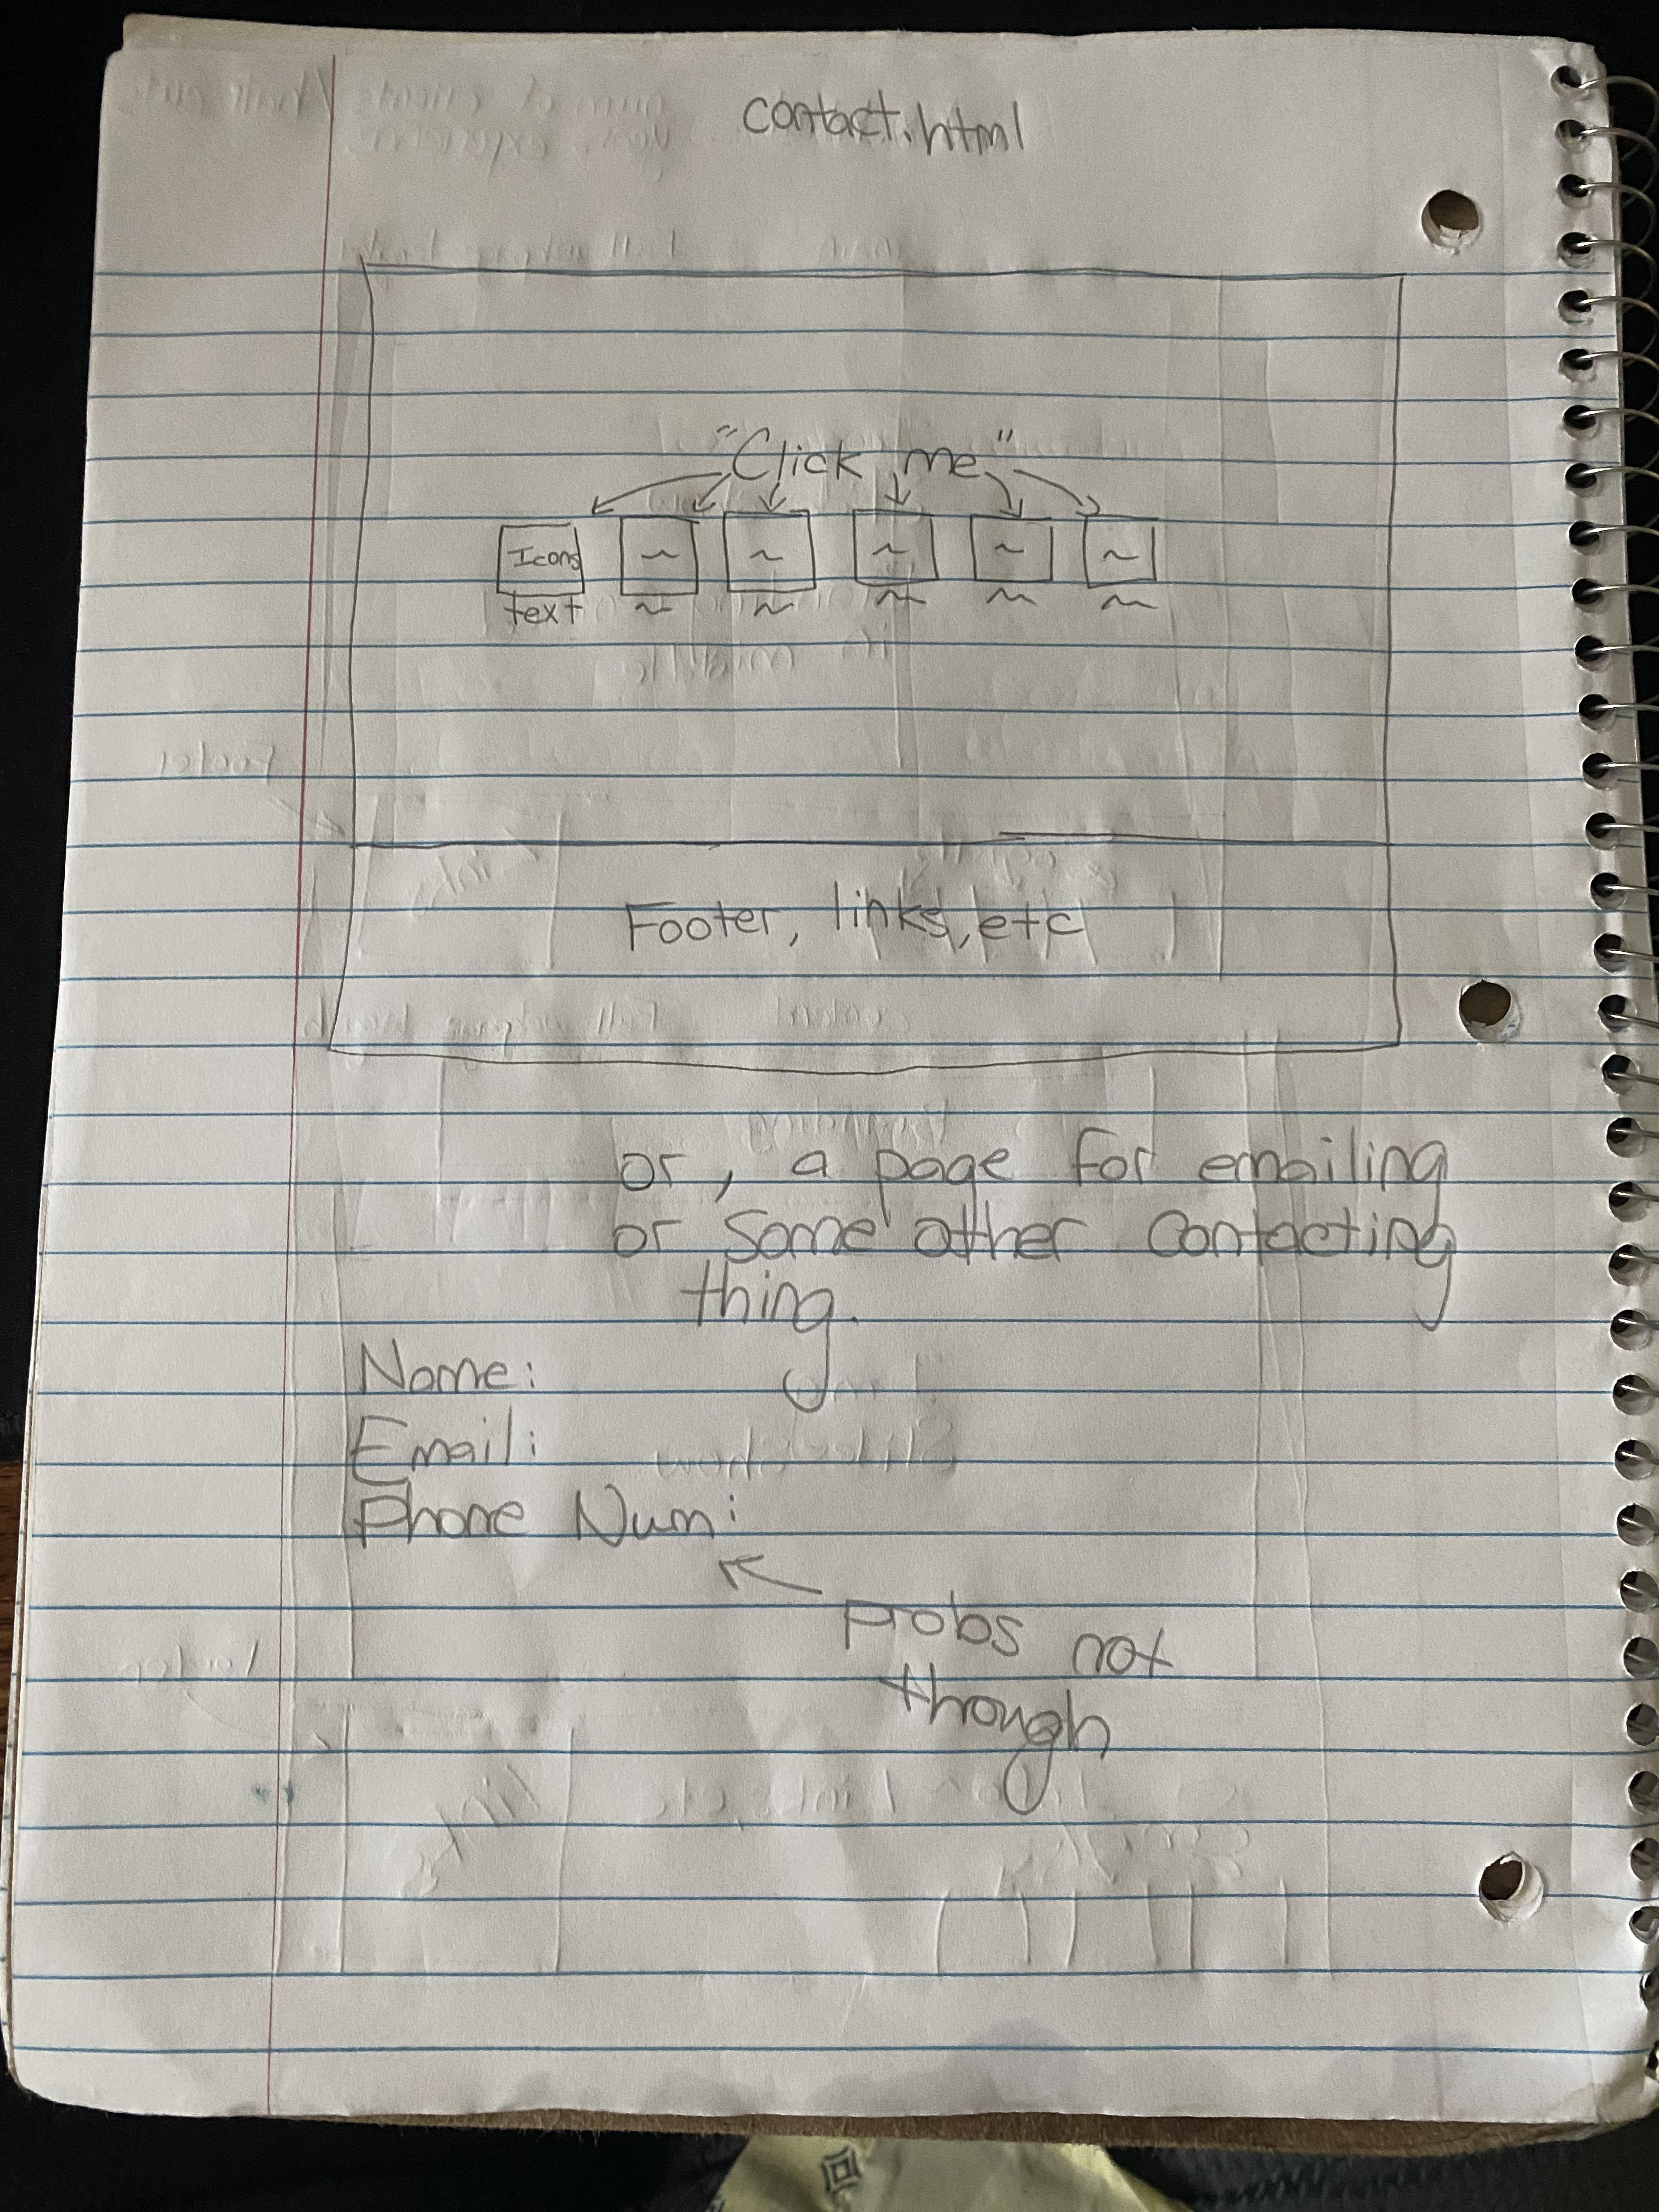 contact.html
"Click me"
Icons
text
Footer, links, etc
or, a page for emailing
or some other contacting
thing.
Name:
Email:
Phone Num:
Probs not
though